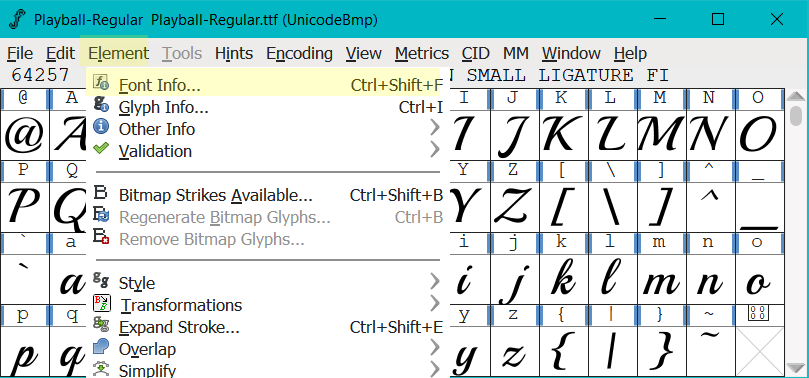 Playball-Regular Playball-Regular.ttf (UnicodeBmp)
File Edit Element Tools Hints Encoding View Metrics CID MM Window Help
64257 N SMALL LIGATURE FI
Font Info... Ctrl+Shift+F
Glyph Info... Ctrl+I
Other Info
Validation
Bitmap Strikes Available... Ctrl+Shift+B
Regenerate Bitmap Glyphs... Ctrl+B
Remove Bitmap Glyphs...
Style
Transformations
Expand Stroke... Ctrl+Shift+E
Overlap
Simplify
@ A I J K L M N O
@ A I J K L M N O
P Q Y Z [ \ ] ^ _
P Q Y Z [ \ ] ^ _
` a i j k l m n o
` a i j k l m n o
p q y z { | } ~
p q y z { | } ~